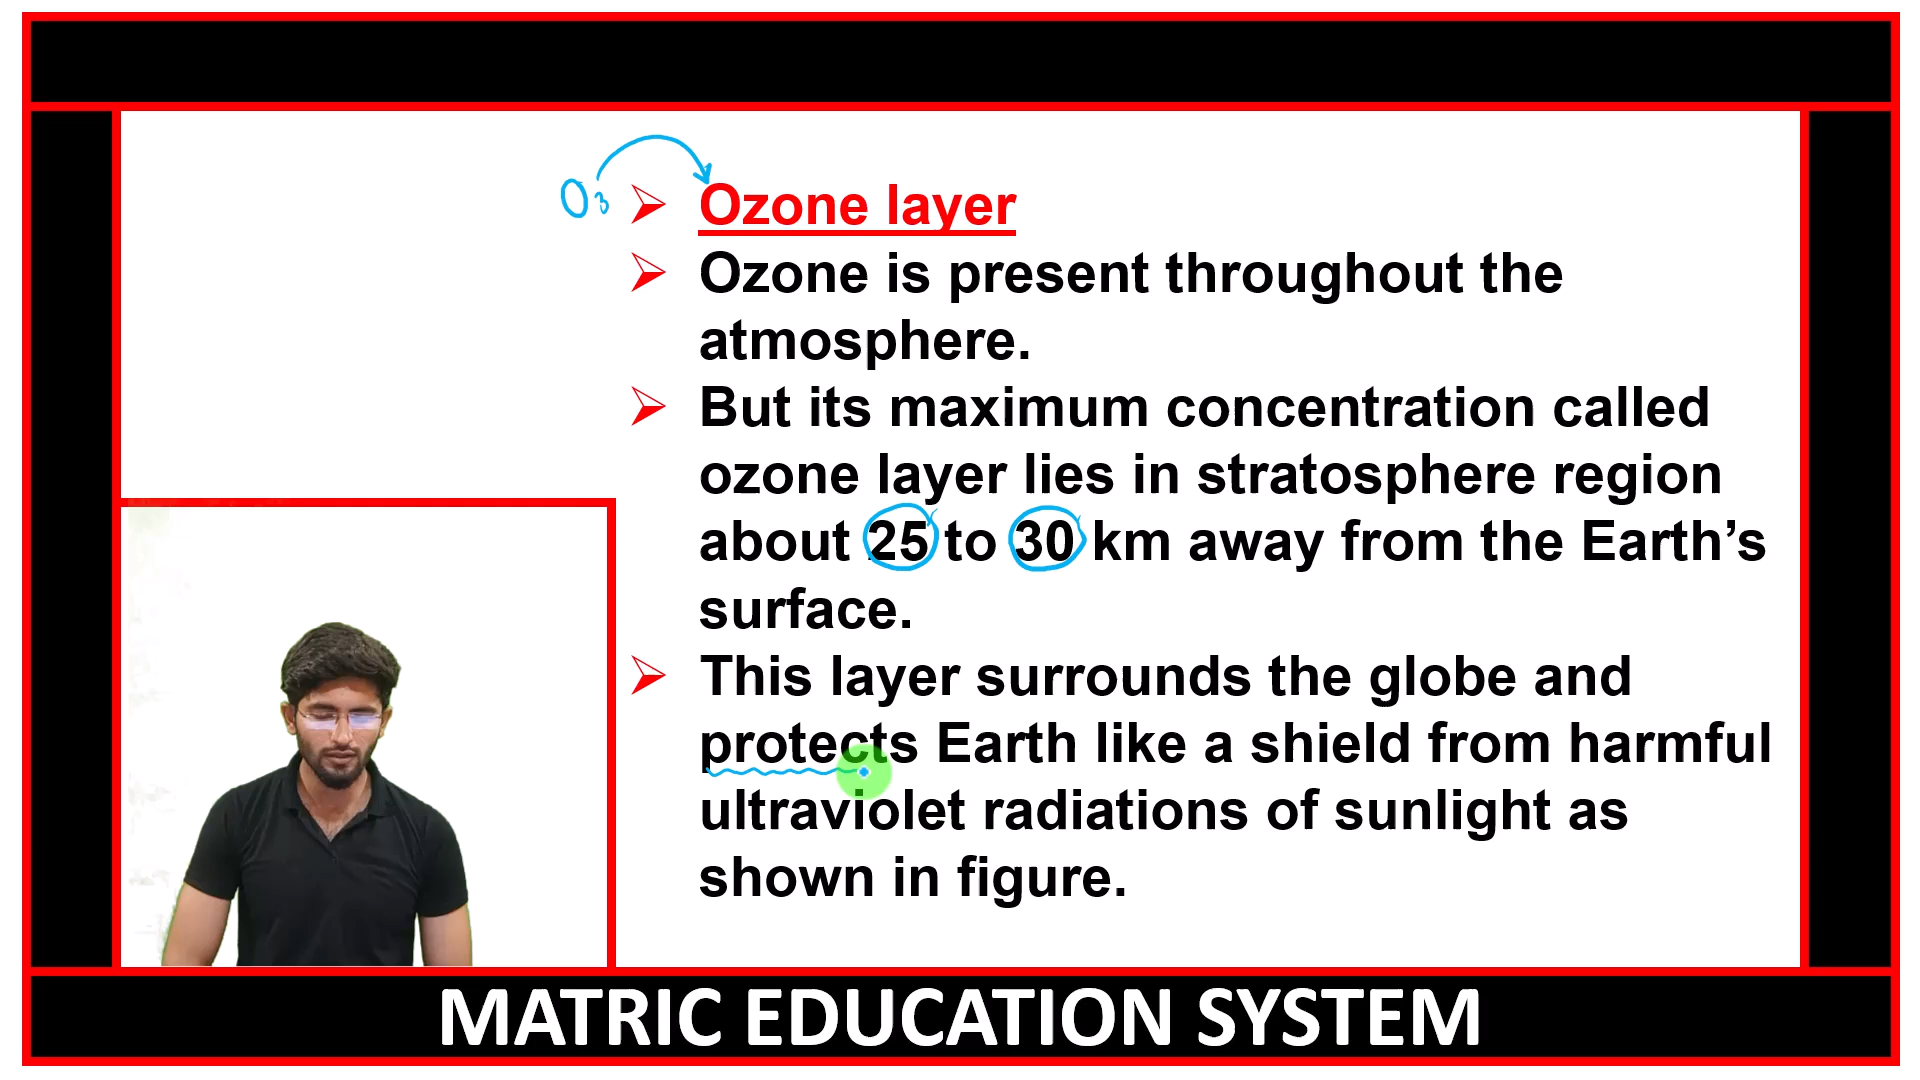 O3
Ozone layer
Ozone is present throughout the
atmosphere.
But its maximum concentration called
ozone layer lies in stratosphere region
about 25 to 30 km away from the Earth’s
surface.
This layer surrounds the globe and
protects Earth like a shield from harmful
ultraviolet radiations of sunlight as
shown in figure.
MATRIC EDUCATION SYSTEM